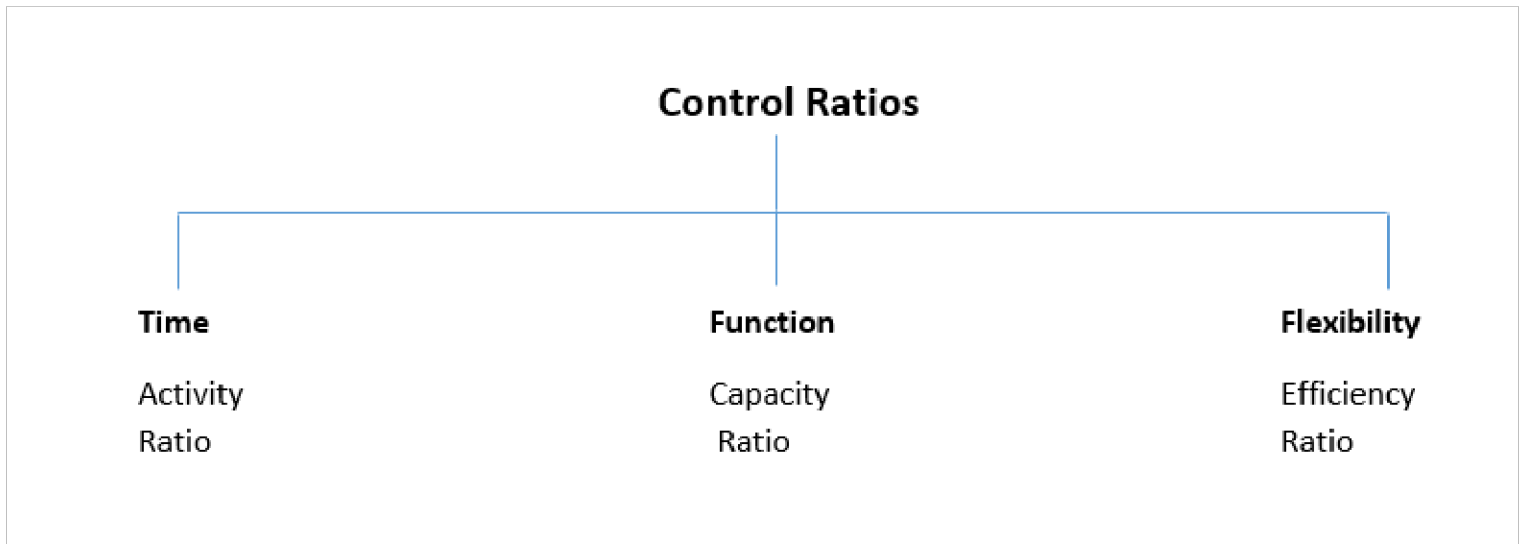 Control Ratios
Time
Function
Flexibility
Activity
Ratio
Capacity
Ratio
Efficiency
Ratio